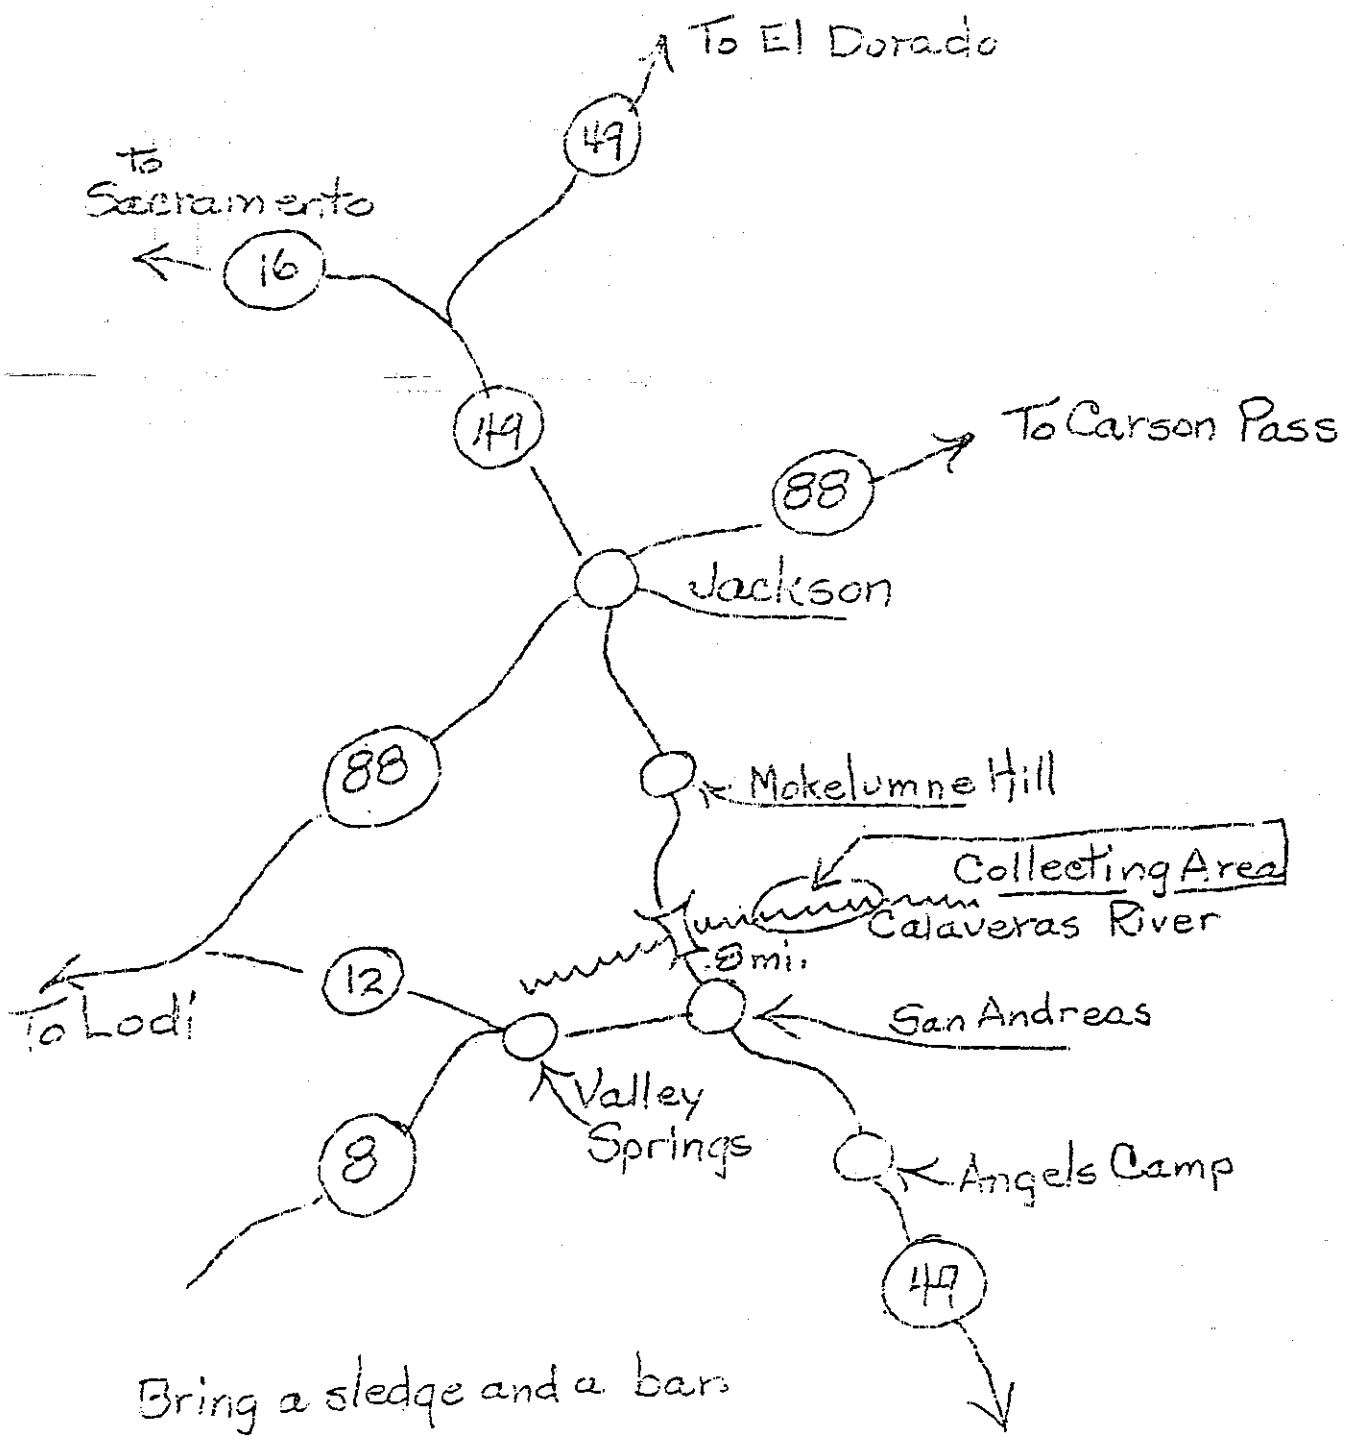 To El Dorado
49
To
Sacramento
16
49
To Carson Pass
88
Jackson
88
Mokelumne Hill
Collecting Area
Calaveras River
.8 mi.
12
To Lodi
San Andreas
Valley
Springs
8
Angels Camp
49
Bring a sledge and a bar.